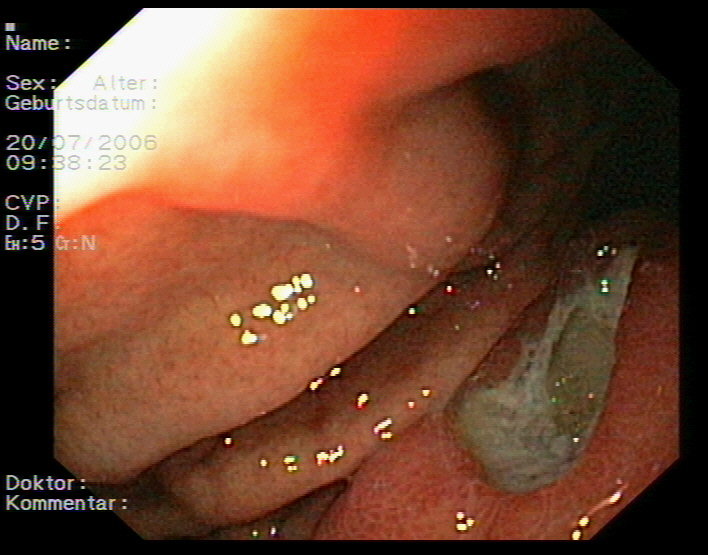 Name:
Sex: Alter:
Geburtsdatum:
20/07/2006
09:38:23
CVP:
D.F.
G:N
Doktor:
Kommentar: